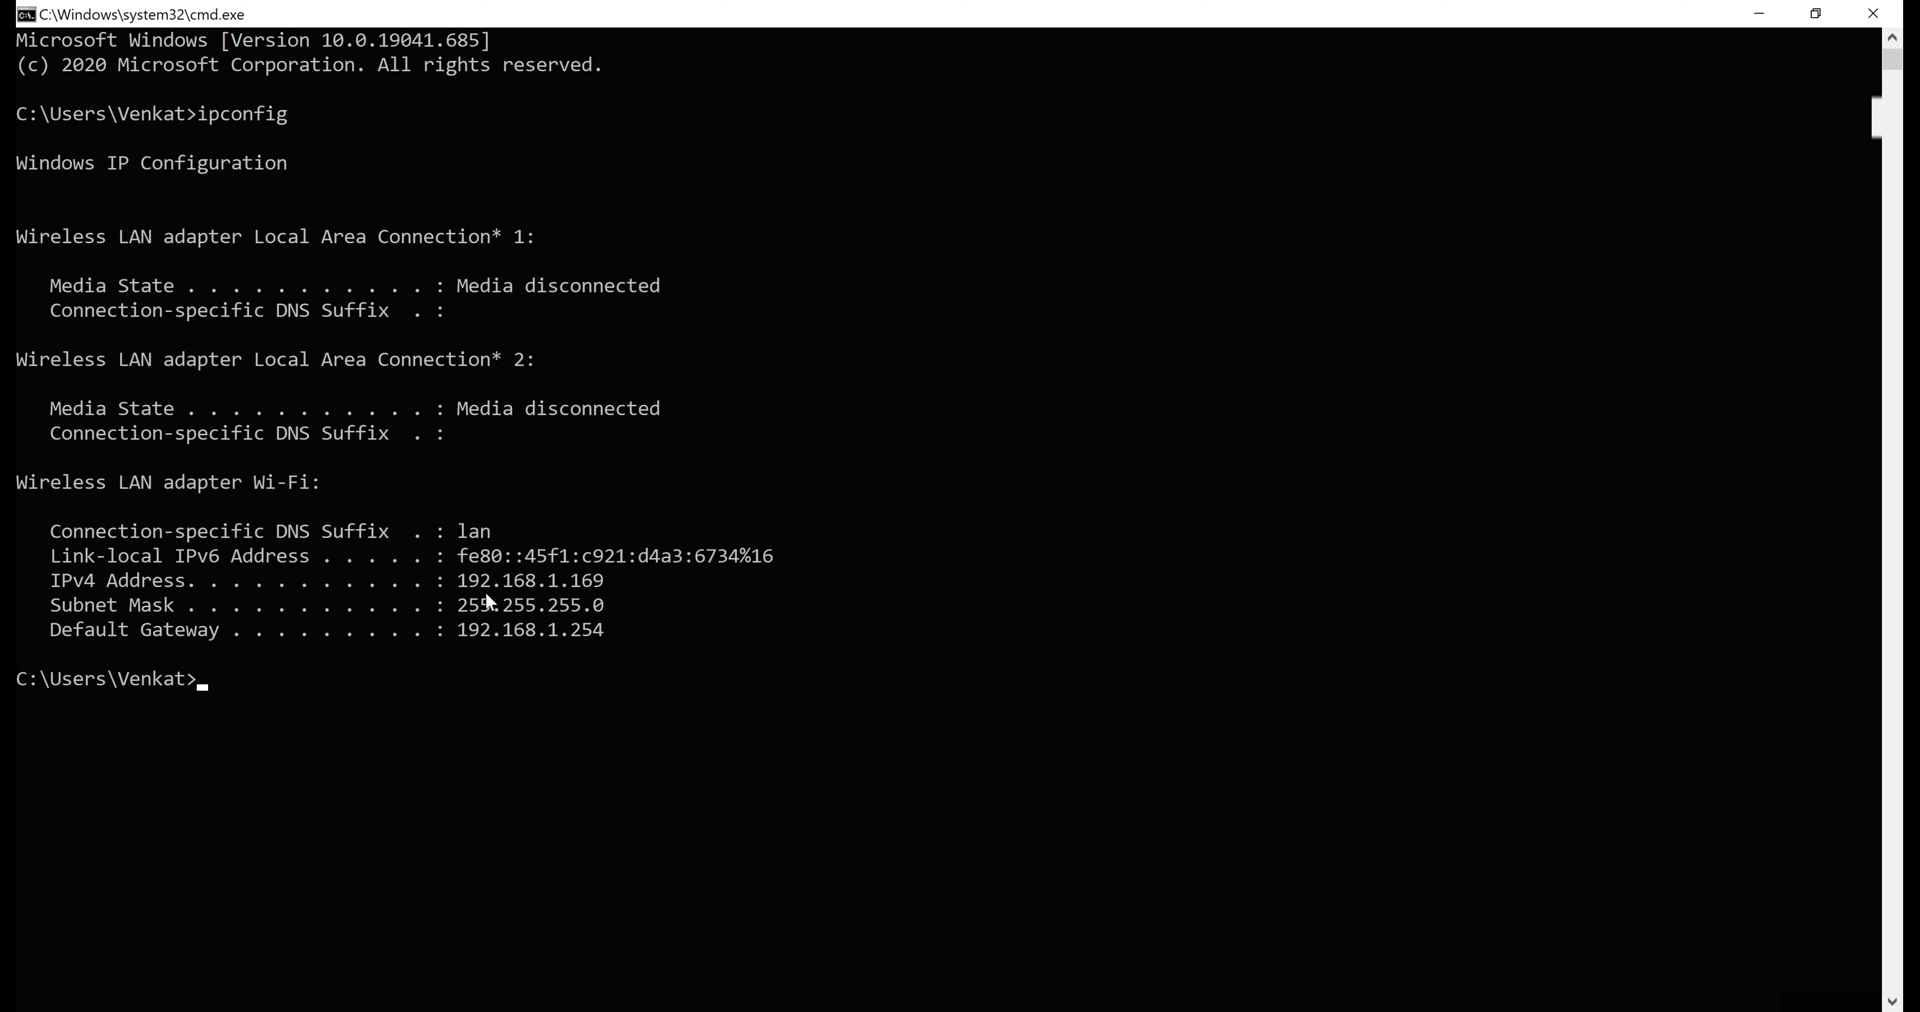 C:\Windows\system32\cmd.exe
Microsoft Windows [Version 10.0.19041.685]
(c) 2020 Microsoft Corporation. All rights reserved.
C:\Users\Venkat>ipconfig
Windows IP Configuration
Wireless LAN adapter Local Area Connection* 1:
Media State . . . . . . . . . . . : Media disconnected
Connection-specific DNS Suffix  . :
Wireless LAN adapter Local Area Connection* 2:
Media State . . . . . . . . . . . : Media disconnected
Connection-specific DNS Suffix  . :
Wireless LAN adapter Wi-Fi:
Connection-specific DNS Suffix  . : lan
Link-local IPv6 Address . . . . . : fe80::45f1:c921:d4a3:6734%16
IPv4 Address. . . . . . . . . . . : 192.168.1.169
Subnet Mask . . . . . . . . . . . : 255.255.255.0
Default Gateway . . . . . . . . . : 192.168.1.254
C:\Users\Venkat>_